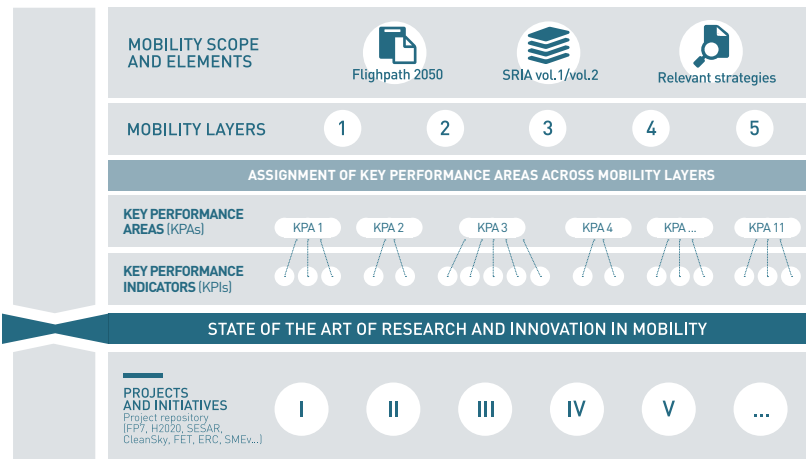 MOBILITY SCOPE
AND ELEMENTS
Flighpath 2050
SRIA vol.1/vol.2
Relevant strategies
MOBILITY LAYERS
1
2
3
4
5
ASSIGNMENT OF KEY PERFORMANCE AREAS ACROSS MOBILITY LAYERS
KEY PERFORMANCE
AREAS (KPAs)
KPA 1
KPA 2
KPA 3
KPA 4
KPA ...
KPA 11
KEY PERFORMANCE
INDICATORS (KPIs)
STATE OF THE ART OF RESEARCH AND INNOVATION IN MOBILITY
PROJECTS
AND INITIATIVES
Project repository
(FP7, H2020, SESAR,
CleanSky, FET, ERC, SMEv...)
I
II
III
IV
V
...